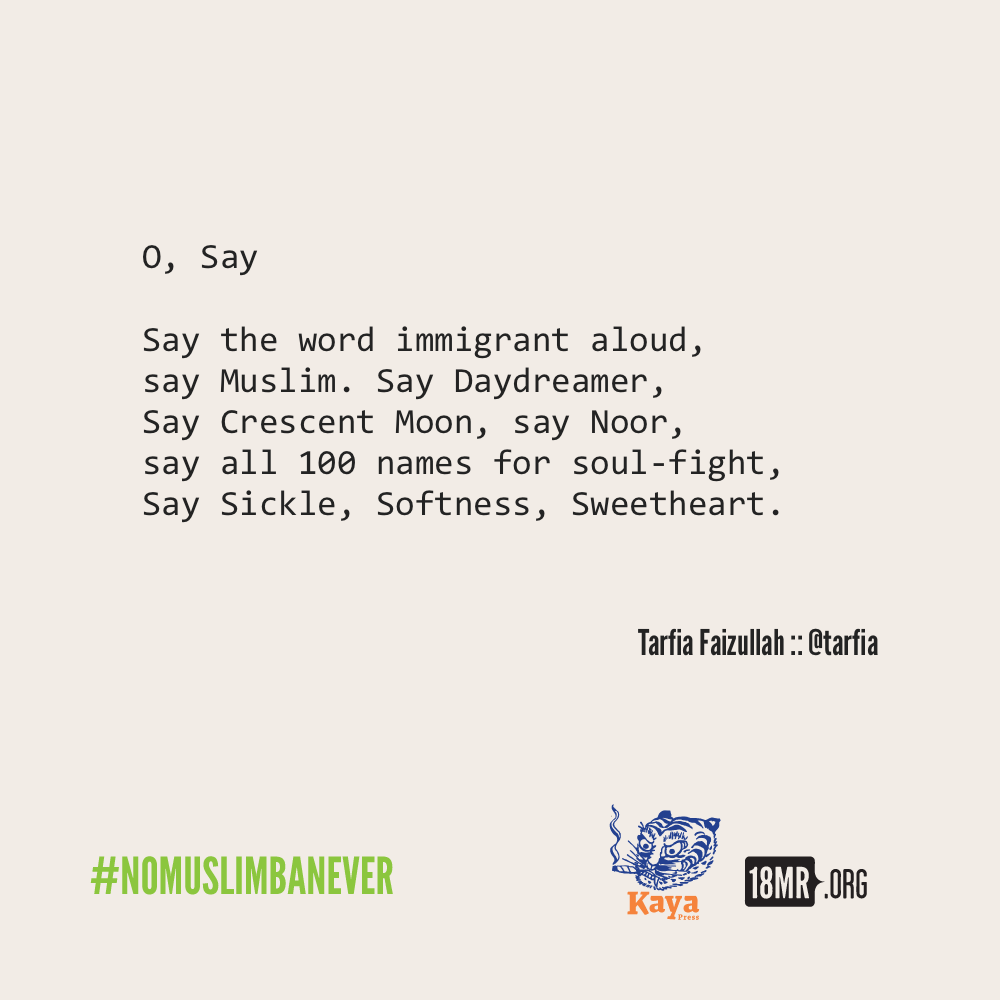 O, Say
Say the word immigrant aloud,
say Muslim. Say Daydreamer,
Say Crescent Moon, say Noor,
say all 100 names for soul-fight,
Say Sickle, Softness, Sweetheart.
Tarfia Faizullah :: @tarfia
#NOMUSLIMBANEVER
Kaya
Press
18MR.ORG